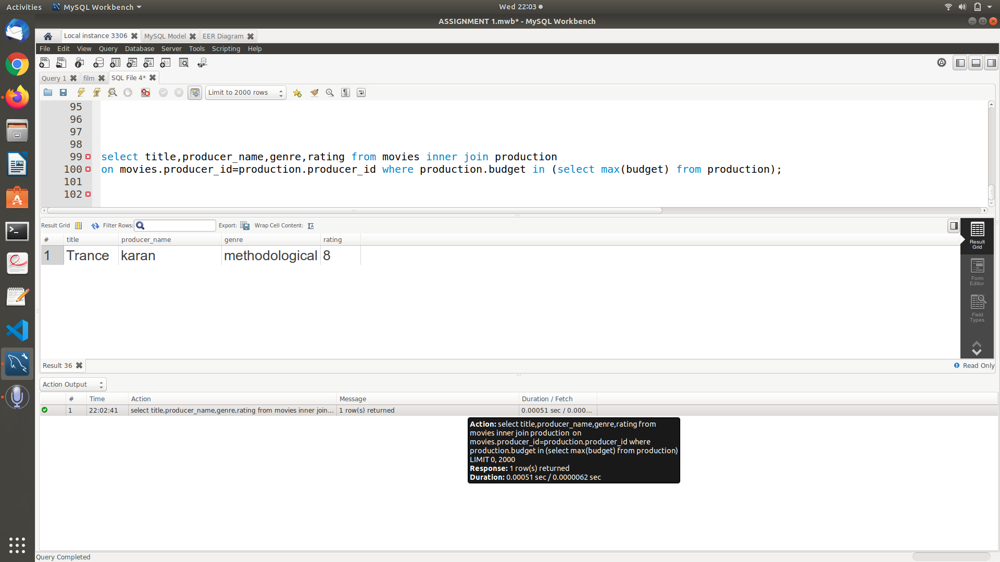 Activities
MySQL Workbench
Wed 22:03
ASSIGNMENT 1.mwb* - MySQL Workbench
Local instance 3306
MySQL Model
EER Diagram
File Edit View Query Database Server Tools Scripting Help
Query 1
film
SQL File 4*
Limit to 2000 rows
95
96
97
98
99 select title,producer_name,genre,rating from movies inner join production
100 on movies.producer_id=production.producer_id where production.budget in (select max(budget) from production);
101
102
Result Grid
Filter Rows:
Export:
Wrap Cell Content:
# title producer_name genre rating
1 Trance karan methodological 8
Result
Grid
Form
Editor
Field
Types
Result 36
Read Only
Action Output
# Time Action Message Duration / Fetch
1 22:02:41 select title,producer_name,genre,rating from movies inner join... 1 row(s) returned 0.00051 sec / 0.000...
Action: select title,producer_name,genre,rating from
movies inner join production on
movies.producer_id=production.producer_id where
production.budget in (select max(budget) from production)
LIMIT 0, 2000
Response: 1 row(s) returned
Duration: 0.00051 sec / 0.0000062 sec
Query Completed